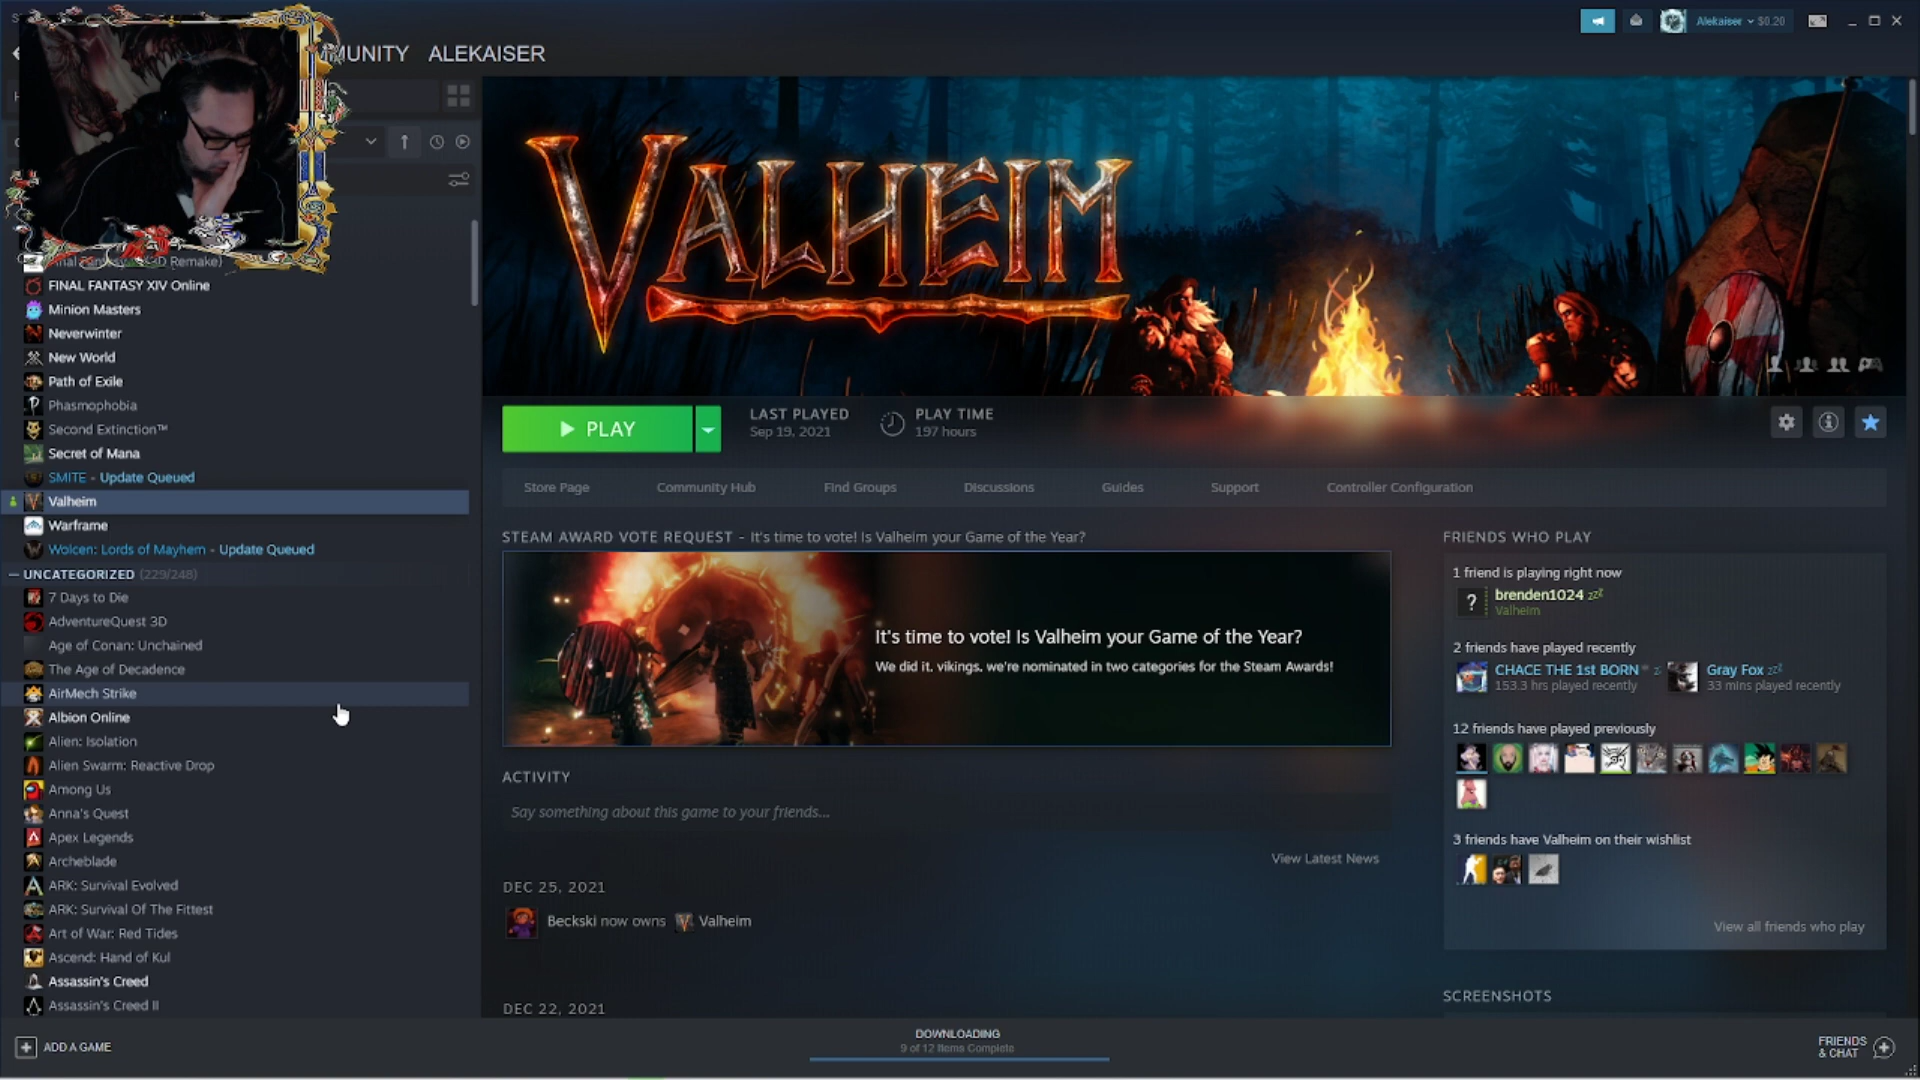 MUNITY
ALEKAISER
Alekaiser
$0.20
VALHEIM
Remake)
FINAL FANTASY XIV Online
Minion Masters
Neverwinter
New World
Path of Exile
Phasmophobia
Second Extinction™
Secret of Mana
SMITE - Update Queued
Valheim
Warframe
Wolcen: Lords of Mayhem - Update Queued
UNCATEGORIZED (229/248)
7 Days to Die
AdventureQuest 3D
Age of Conan: Unchained
The Age of Decadence
AirMech Strike
Albion Online
Alien: Isolation
Alien Swarm: Reactive Drop
Among Us
Anna's Quest
Apex Legends
Archeblade
ARK: Survival Evolved
ARK: Survival Of The Fittest
Art of War: Red Tides
Ascend: Hand of Kul
Assassin's Creed
Assassin's Creed II
ADD A GAME
PLAY
LAST PLAYED
Sep 19, 2021
PLAY TIME
197 hours
Store Page
Community Hub
Find Groups
Discussions
Guides
Support
Controller Configuration
STEAM AWARD VOTE REQUEST - It's time to vote! Is Valheim your Game of the Year?
It's time to vote! Is Valheim your Game of the Year?
We did it, vikings, we're nominated in two categories for the Steam Awards!
ACTIVITY
Say something about this game to your friends...
View Latest News
DEC 25, 2021
Beckski now owns Valheim
DEC 22, 2021
FRIENDS WHO PLAY
1 friend is playing right now
brenden1024 zzz
Valheim
2 friends have played recently
CHACE THE 1st BORN
153.3 hrs played recently
Gray Fox zzz
33 mins played recently
12 friends have played previously
3 friends have Valheim on their wishlist
View all friends who play
SCREENSHOTS
DOWNLOADING
9 of 12 Items Complete
FRIENDS
& CHAT